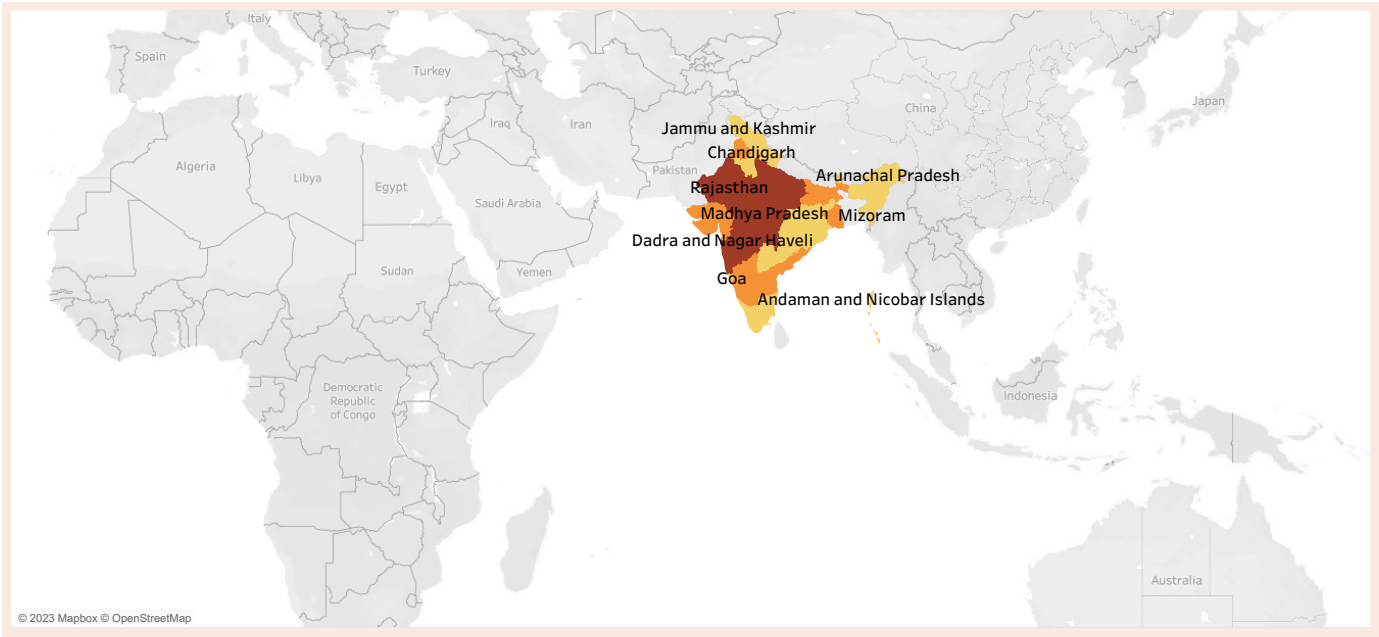 Italy
Spain
Turkey
China
Japan
Iraq
Iran
Jammu and Kashmir
Chandigarh
Algeria
Libya
Egypt
Pakistan
Arunachal Pradesh
Rajasthan
Saudi Arabia
Madhya Pradesh
Mizoram
Dadra and Nagar Haveli
Sudan
Yemen
Goa
Andaman and Nicobar Islands
Democratic
Republic
of Congo
Indonesia
Australia
© 2023 Mapbox © OpenStreetMap